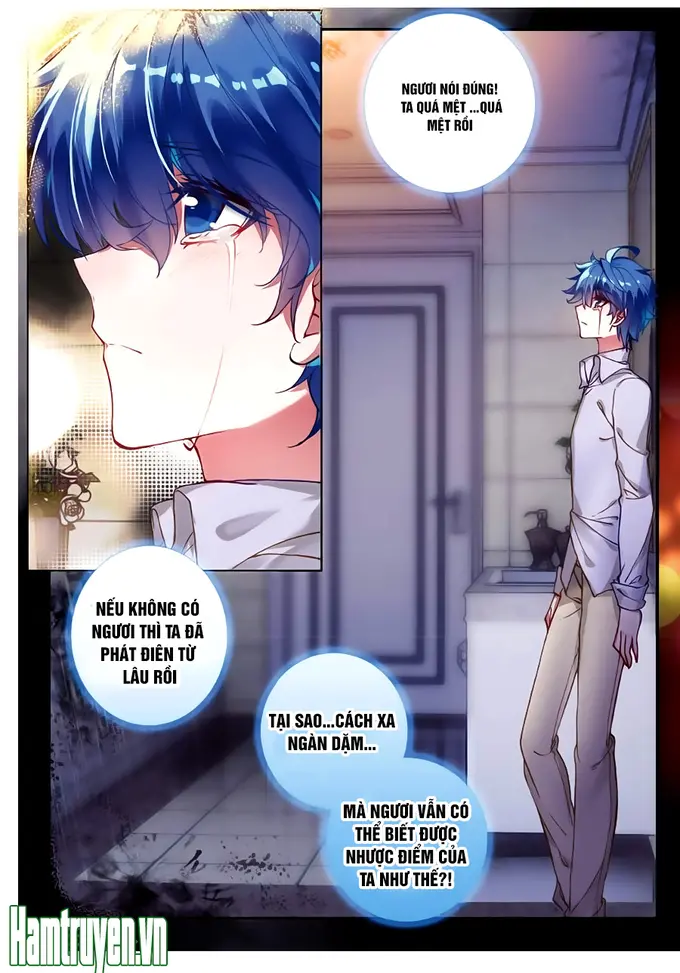 NGƯƠI NÓI ĐÚNG!
TA QUÁ MỆT ...QUÁ
MỆT RỒI
NẾU KHÔNG CÓ
NGƯƠI THÌ TA ĐÃ
PHÁT ĐIÊN TỪ
LÂU RỒI
TẠI SAO...CÁCH XA
NGÀN DẶM...
MÀ NGƯƠI VẪN CÓ
THỂ BIẾT ĐƯỢC
NHƯỢC ĐIỂM CỦA
TA NHƯ THẾ?!
Hamtruyen.vn